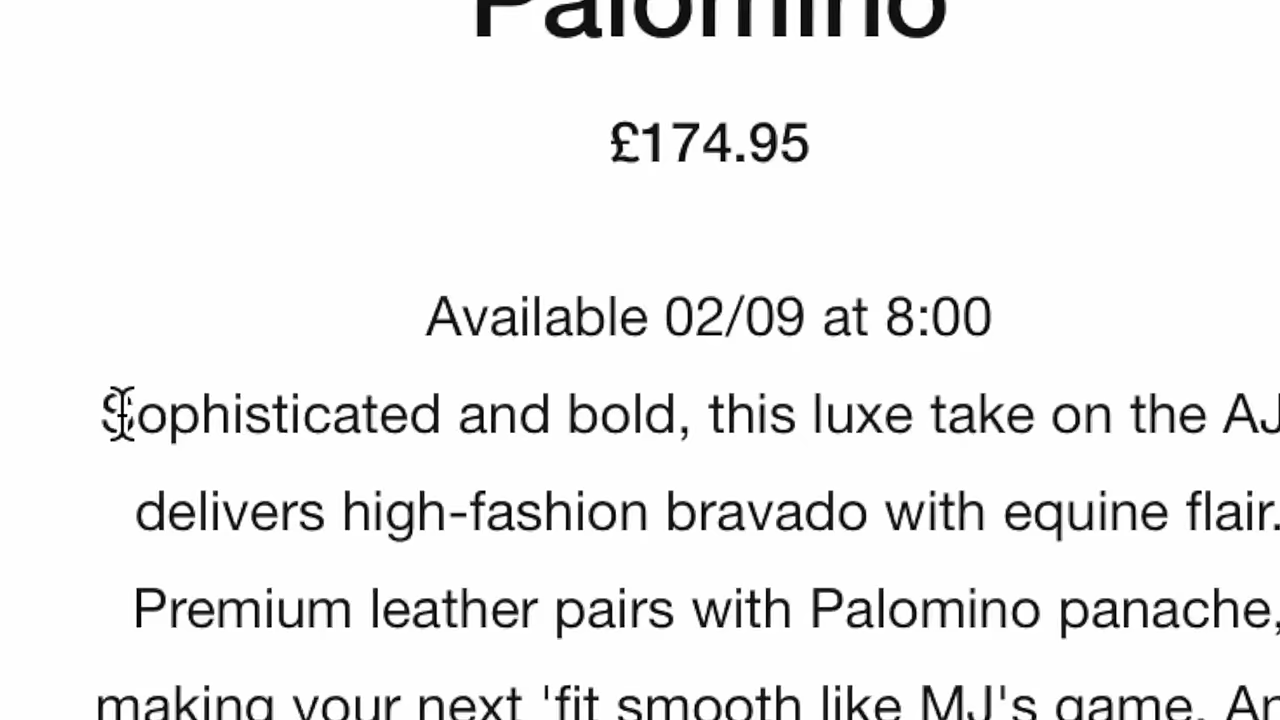 Palomino
£174.95
Available 02/09 at 8:00
Sophisticated and bold, this luxe take on the AJ
delivers high-fashion bravado with equine flair.
Premium leather pairs with Palomino panache,
making your next 'fit smooth like MJ's game. An